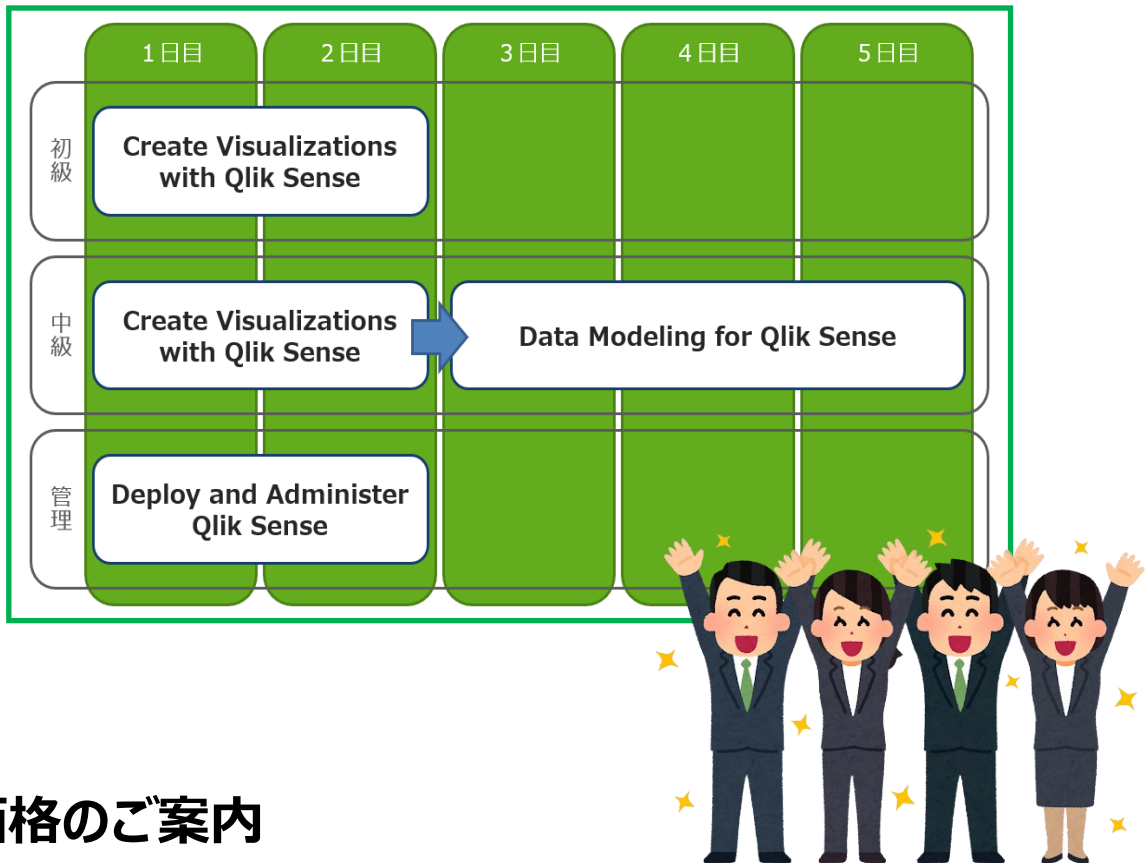 1日目 2日目 3日目 4日目 5日目
初級
Create Visualizations
with Qlik Sense
中級
Create Visualizations
with Qlik Sense
Data Modeling for Qlik Sense
管理
Deploy and Administer
Qlik Sense
格のご案内